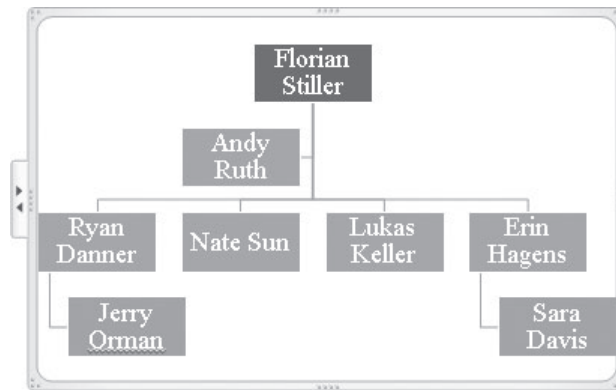 Florian
Stiller
Andy
Ruth
Ryan
Danner
Nate Sun
Lukas
Keller
Erin
Hagens
Jerry
Orman
Sara
Davis